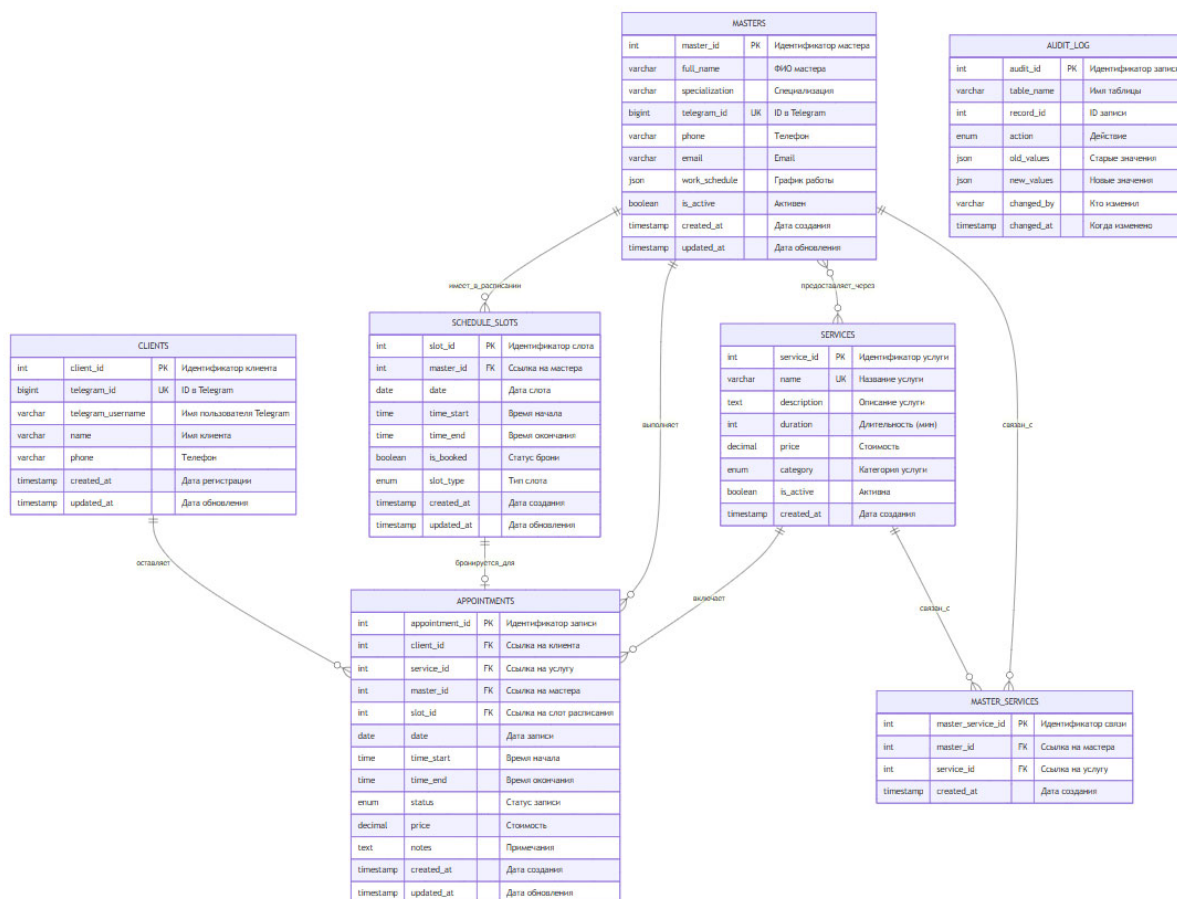 MASTERS
int master_id PK Идентификатор мастера
varchar full_name ФИО мастера
varchar specialization Специализация
bigint telegram_id UK ID в Telegram
varchar phone Телефон
varchar email Email
json work_schedule График работы
boolean is_active Активен
timestamp created_at Дата создания
timestamp updated_at Дата обновления
AUDIT_LOG
int audit_id PK Идентификатор записи
varchar table_name Имя таблицы
int record_id ID записи
enum action Действие
json old_values Старые значения
json new_values Новые значения
varchar changed_by Кто изменил
timestamp changed_at Когда изменено
имеет_в_расписании
предоставляет_через
CLIENTS
int client_id PK Идентификатор клиента
bigint telegram_id UK ID в Telegram
varchar telegram_username Имя пользователя Telegram
varchar name Имя клиента
varchar phone Телефон
timestamp created_at Дата регистрации
timestamp updated_at Дата обновления
SCHEDULE_SLOTS
int slot_id PK Идентификатор слота
int master_id FK Ссылка на мастера
date date Дата слота
time time_start Время начала
time time_end Время окончания
boolean is_booked Статус брони
enum slot_type Тип слота
timestamp created_at Дата создания
timestamp updated_at Дата обновления
выполняет
SERVICES
int service_id PK Идентификатор услуги
varchar name UK Название услуги
text description Описание услуги
int duration Длительность (мин)
decimal price Стоимость
enum category Категория услуги
boolean is_active Активна
timestamp created_at Дата создания
связан_с
оставляет
бронируется_для
включает
связан_с
APPOINTMENTS
int appointment_id PK Идентификатор записи
int client_id FK Ссылка на клиента
int service_id FK Ссылка на услугу
int master_id FK Ссылка на мастера
int slot_id FK Ссылка на слот расписания
date date Дата записи
time time_start Время начала
time time_end Время окончания
enum status Статус записи
decimal price Стоимость
text notes Примечания
timestamp created_at Дата создания
timestamp updated_at Дата обновления
MASTER_SERVICES
int master_service_id PK Идентификатор связи
int master_id FK Ссылка на мастера
int service_id FK Ссылка на услугу
timestamp created_at Дата создания